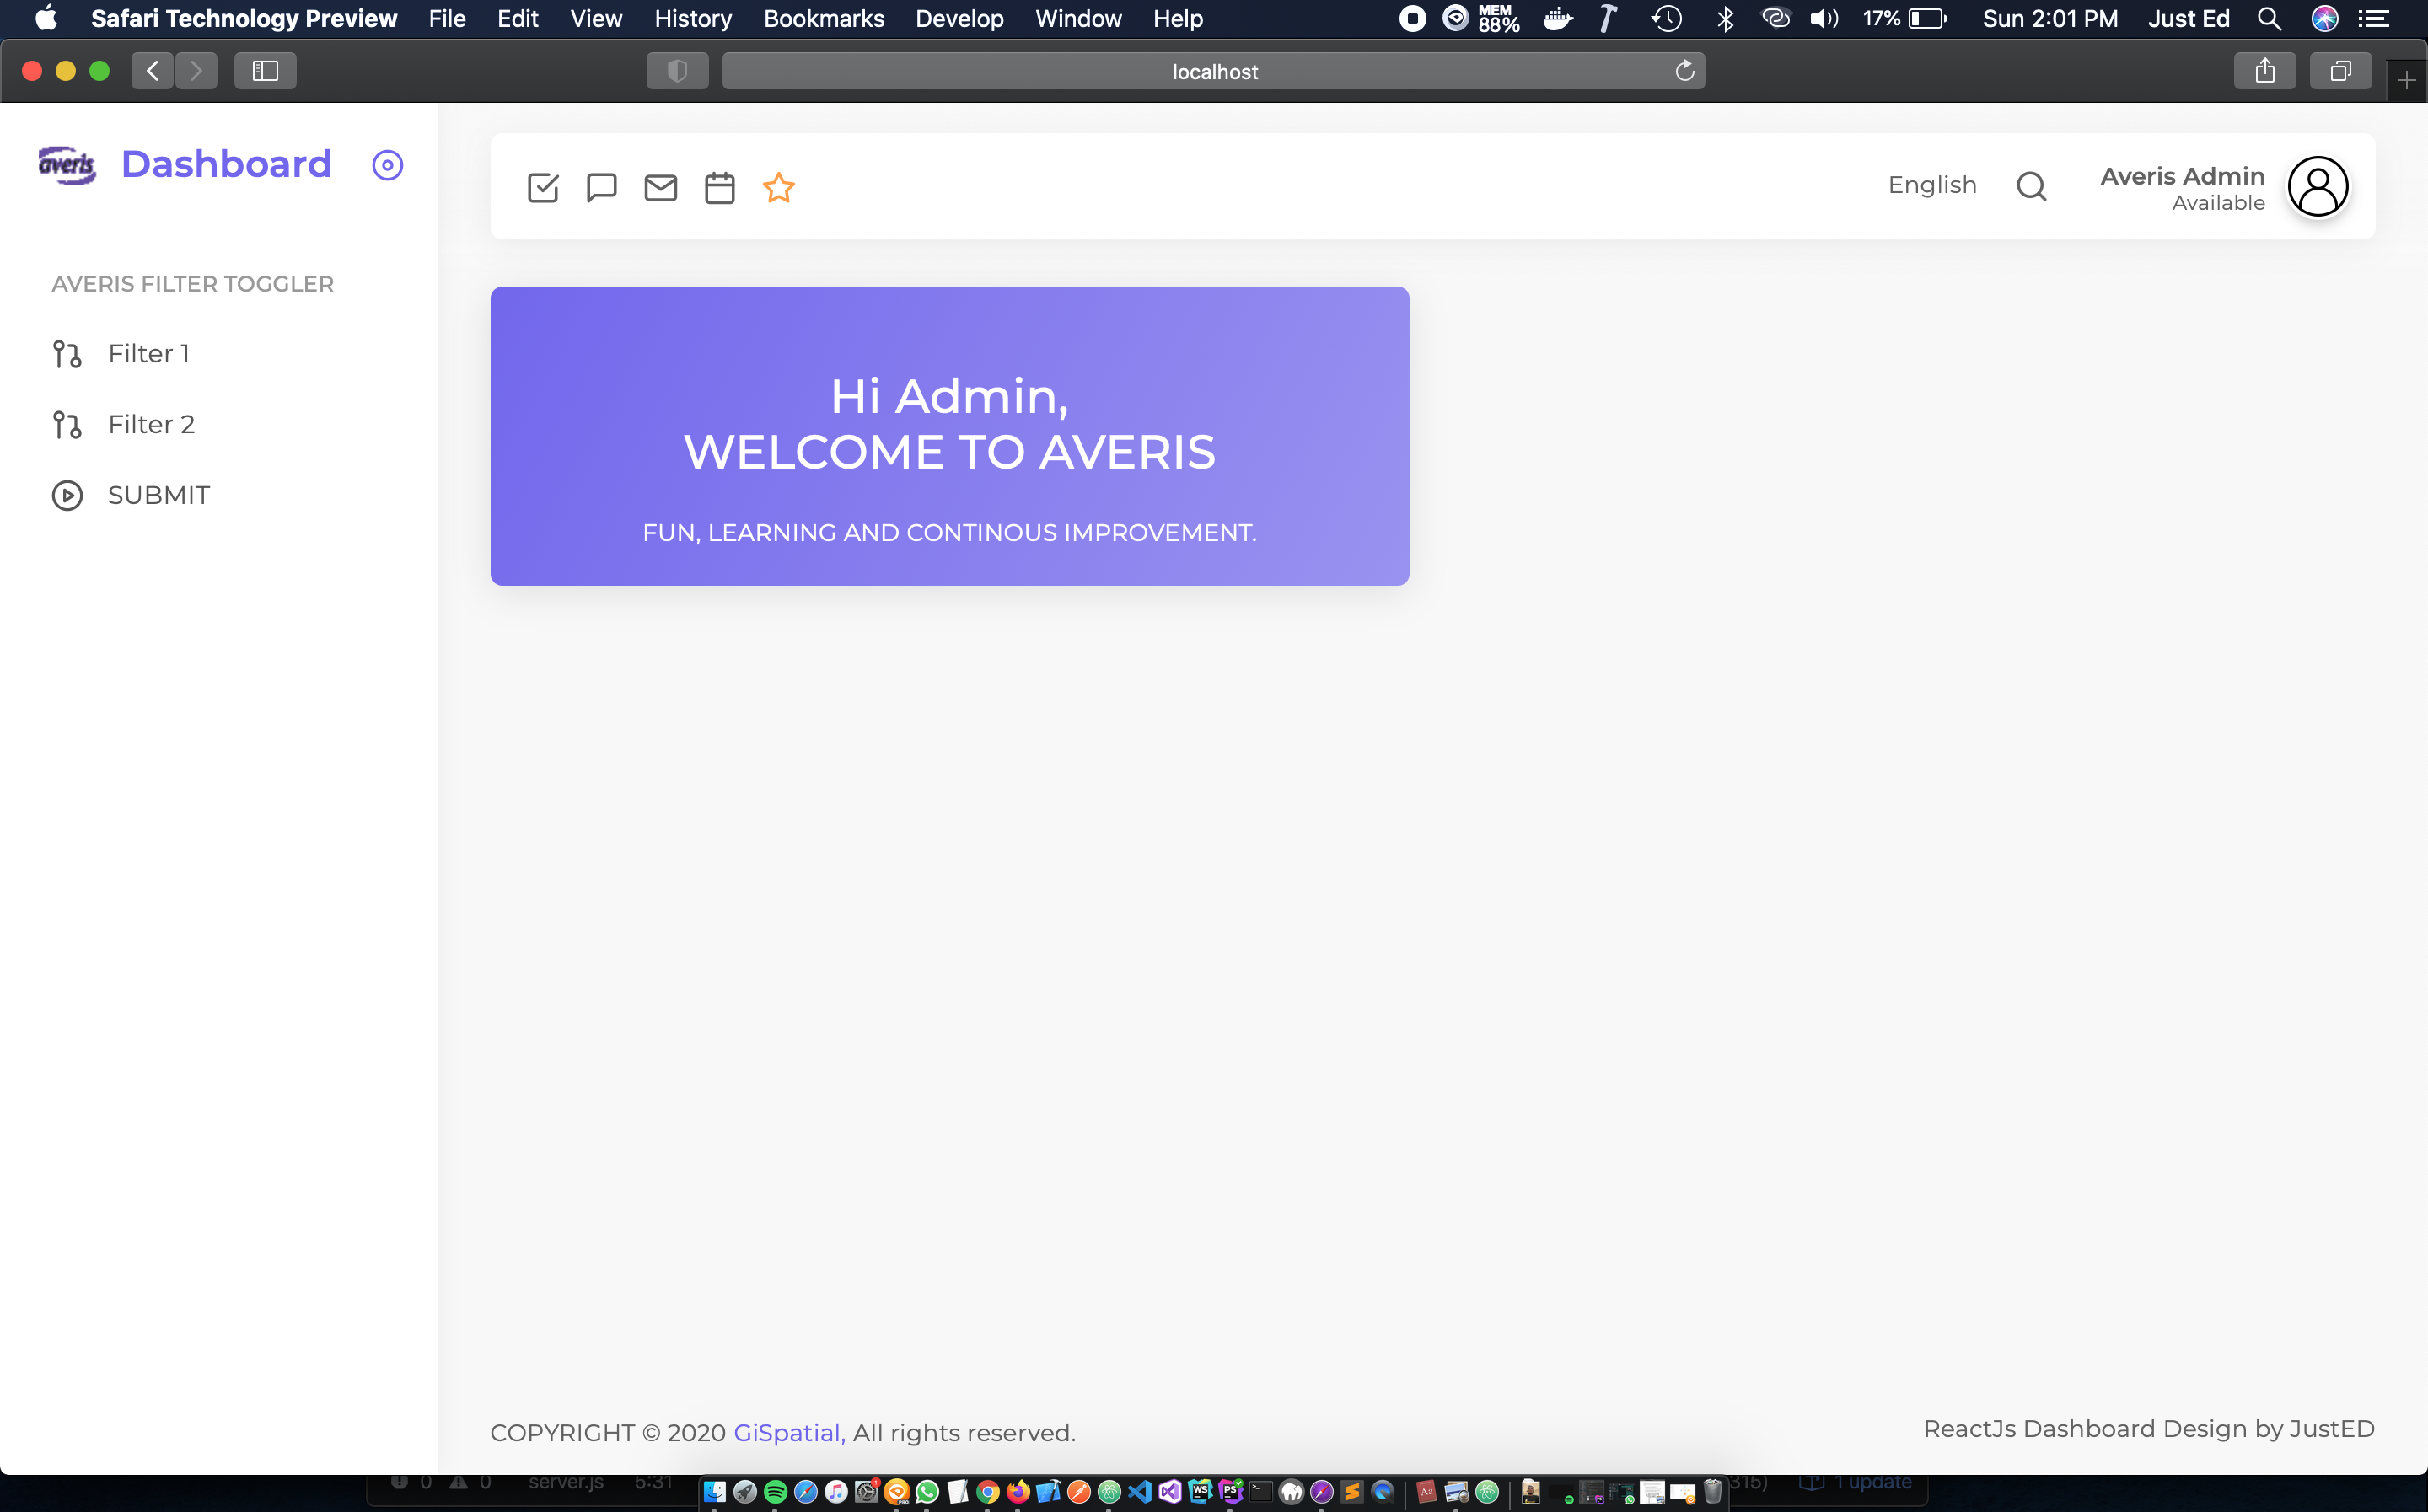 Safari Technology Preview File Edit View History Bookmarks Develop Window Help MEM 88% 17% Sun 2:01 PM Just Ed
localhost
averis Dashboard
English
Averis Admin
Available
AVERIS FILTER TOGGLER
Filter 1
Filter 2
SUBMIT
Hi Admin,
WELCOME TO AVERIS
FUN, LEARNING AND CONTINOUS IMPROVEMENT.
COPYRIGHT © 2020 GiSpatial, All rights reserved.
ReactJs Dashboard Design by JustED
0 0 server.js 5:31 315) 1 update